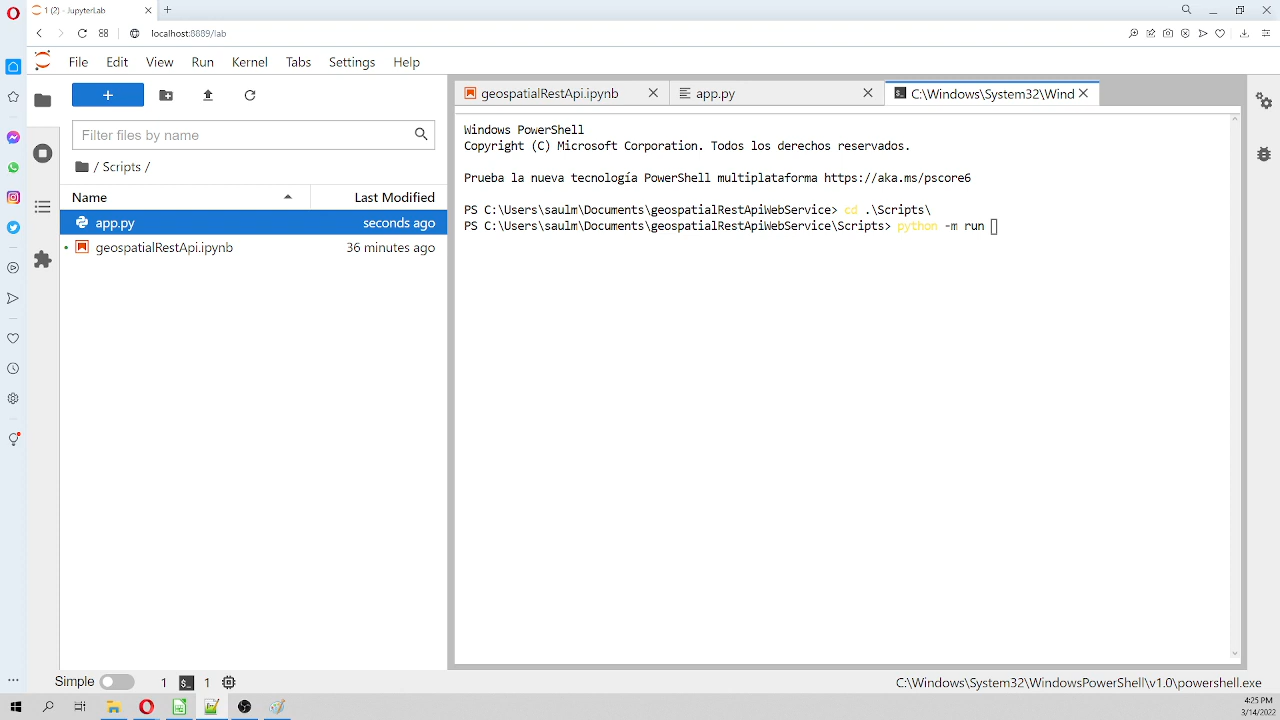 1 (2) - JupyterLab
localhost:8889/lab
File Edit View Run Kernel Tabs Settings Help
geospatialRestApi.ipynb
app.py
C:\Windows\System32\Wind
Filter files by name
/ Scripts /
Name Last Modified
app.py seconds ago
geospatialRestApi.ipynb 36 minutes ago
Windows PowerShell
Copyright (C) Microsoft Corporation. Todos los derechos reservados.
Prueba la nueva tecnología PowerShell multiplataforma https://aka.ms/pscore6
PS C:\Users\saulm\Documents\geospatialRestApiWebService> cd .\Scripts\
PS C:\Users\saulm\Documents\geospatialRestApiWebService\Scripts> python -m run
Simple 1 1 C:\Windows\System32\WindowsPowerShell\v1.0\powershell.exe
4:25 PM
3/14/2022